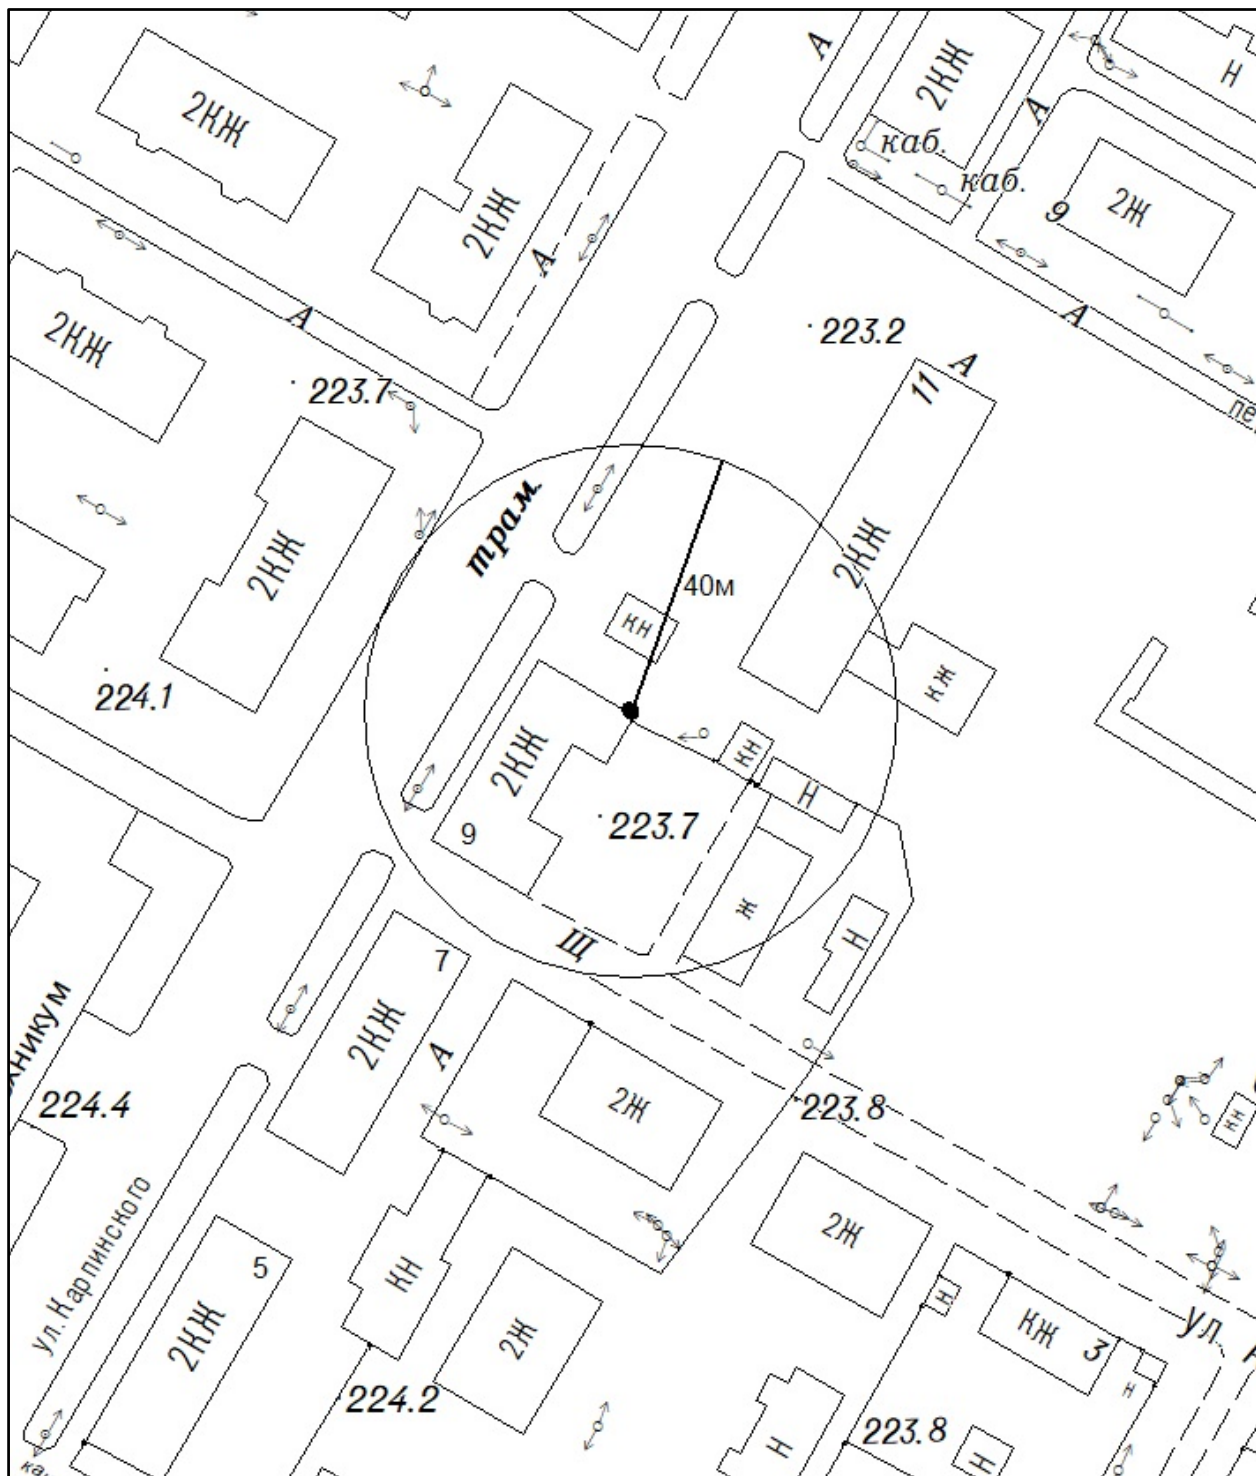 А
2КЖ
Н
2КЖ
А
каб.
каб.
2КЖ
2Ж
9
А
А
2КЖ
А
223.2
223.7
11
А
трам.
2КЖ
2КЖ
40м
кн
кж
224.1
2КЖ
кн
Н
223.7
9
ж
Н
Щ
7
2КЖ
А
224.4
2Ж
223.8
кн
ул. Карпинского
5
2КЖ
КН
2Ж
2Ж
н
КЖ
3
ул.
н
224.2
223.8
Н
Н